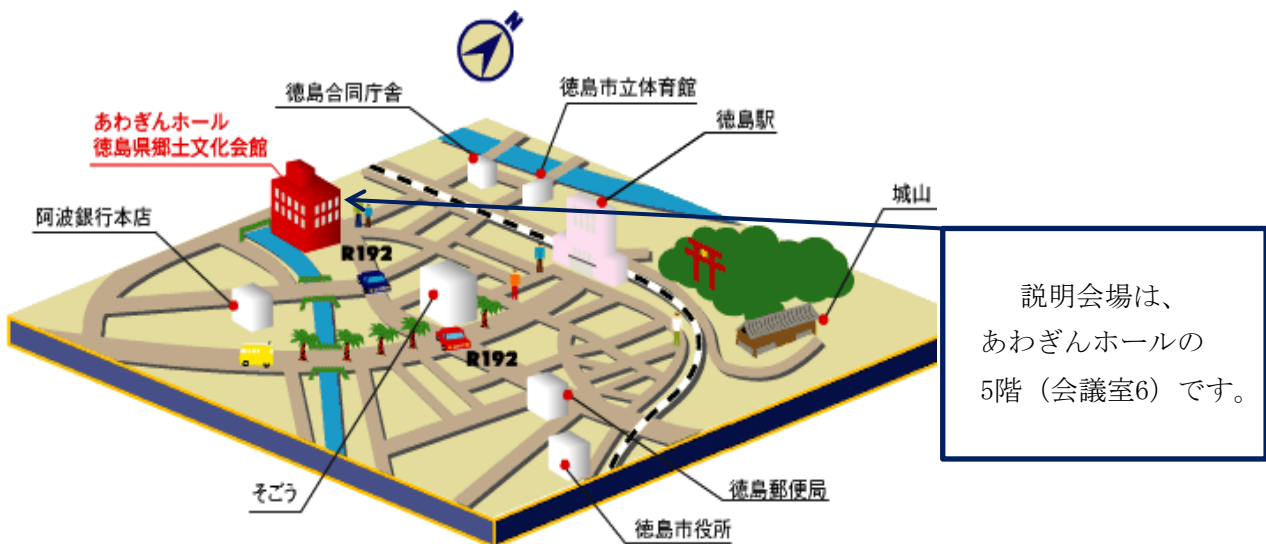 N
徳島合同庁舎
徳島市立体育館
徳島駅
あわぎんホール
徳島県郷土文化会館
城山
阿波銀行本店
R192
R192
説明会場は、
あわぎんホールの
5階（会議室6）です。
そごう
徳島郵便局
徳島市役所